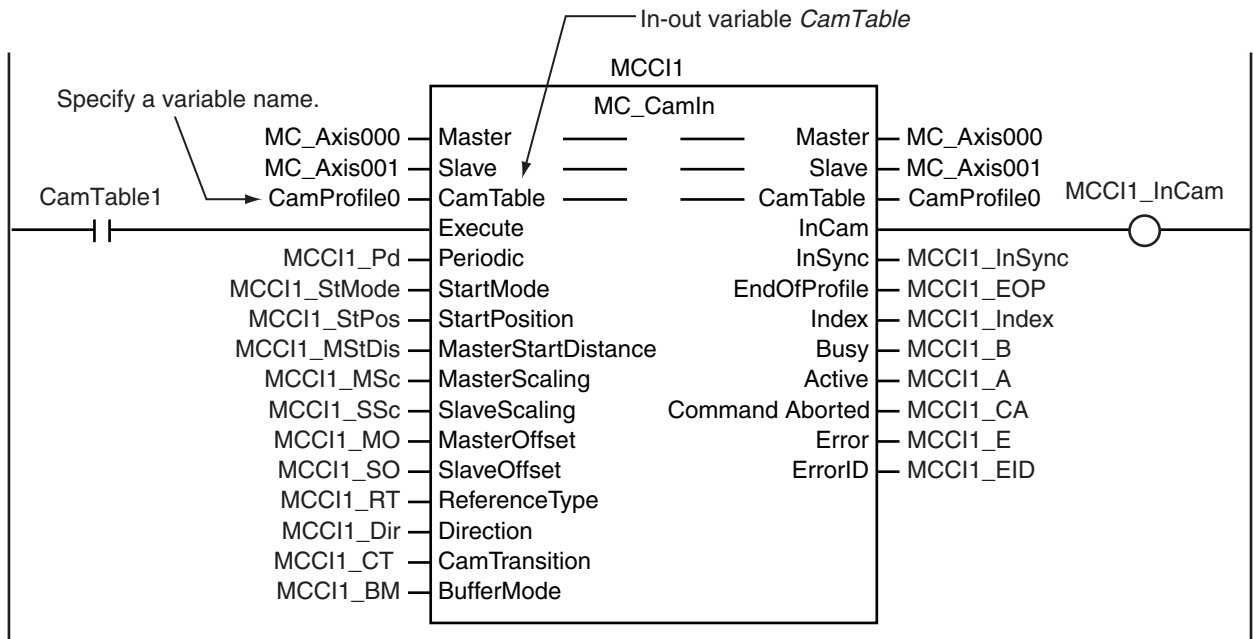 In-out variable CamTable
MCCI1
Specify a variable name.
MC_CamIn
MC_Axis000 Master Master MC_Axis000
MC_Axis001 Slave Slave MC_Axis001
CamTable1 CamProfile0 CamTable CamTable CamProfile0 MCCI1_InCam
Execute InCam
MCCI1_Pd Periodic InSync MCCI1_InSync
MCCI1_StMode StartMode EndOfProfile MCCI1_EOP
MCCI1_StPos StartPosition Index MCCI1_Index
MCCI1_MStDis MasterStartDistance Busy MCCI1_B
MCCI1_MSc MasterScaling Active MCCI1_A
MCCI1_SSc SlaveScaling Command Aborted MCCI1_CA
MCCI1_MO MasterOffset Error MCCI1_E
MCCI1_SO SlaveOffset ErrorID MCCI1_EID
MCCI1_RT ReferenceType
MCCI1_Dir Direction
MCCI1_CT CamTransition
MCCI1_BM BufferMode